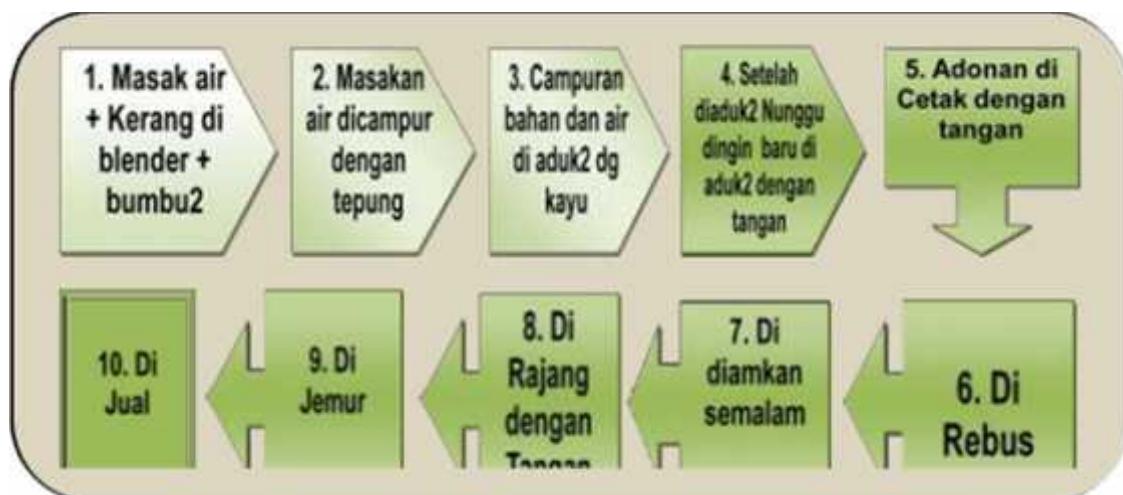 1. Masak air
+ Kerang di
blender +
bumbu2
2. Masakan
air dicampur
dengan
tepung
3. Campuran
bahan dan air
di aduk2 dg
kayu
4. Setelah
diaduk2 Nunggu
dingin baru di
aduk2 dengan
tangan
5. Adonan di
Cetak dengan
tangan
6. Di
Rebus
7. Di
diamkan
semalam
8. Di
Rajang
dengan
Tangan
9. Di
Jemur
10. Di
Jual